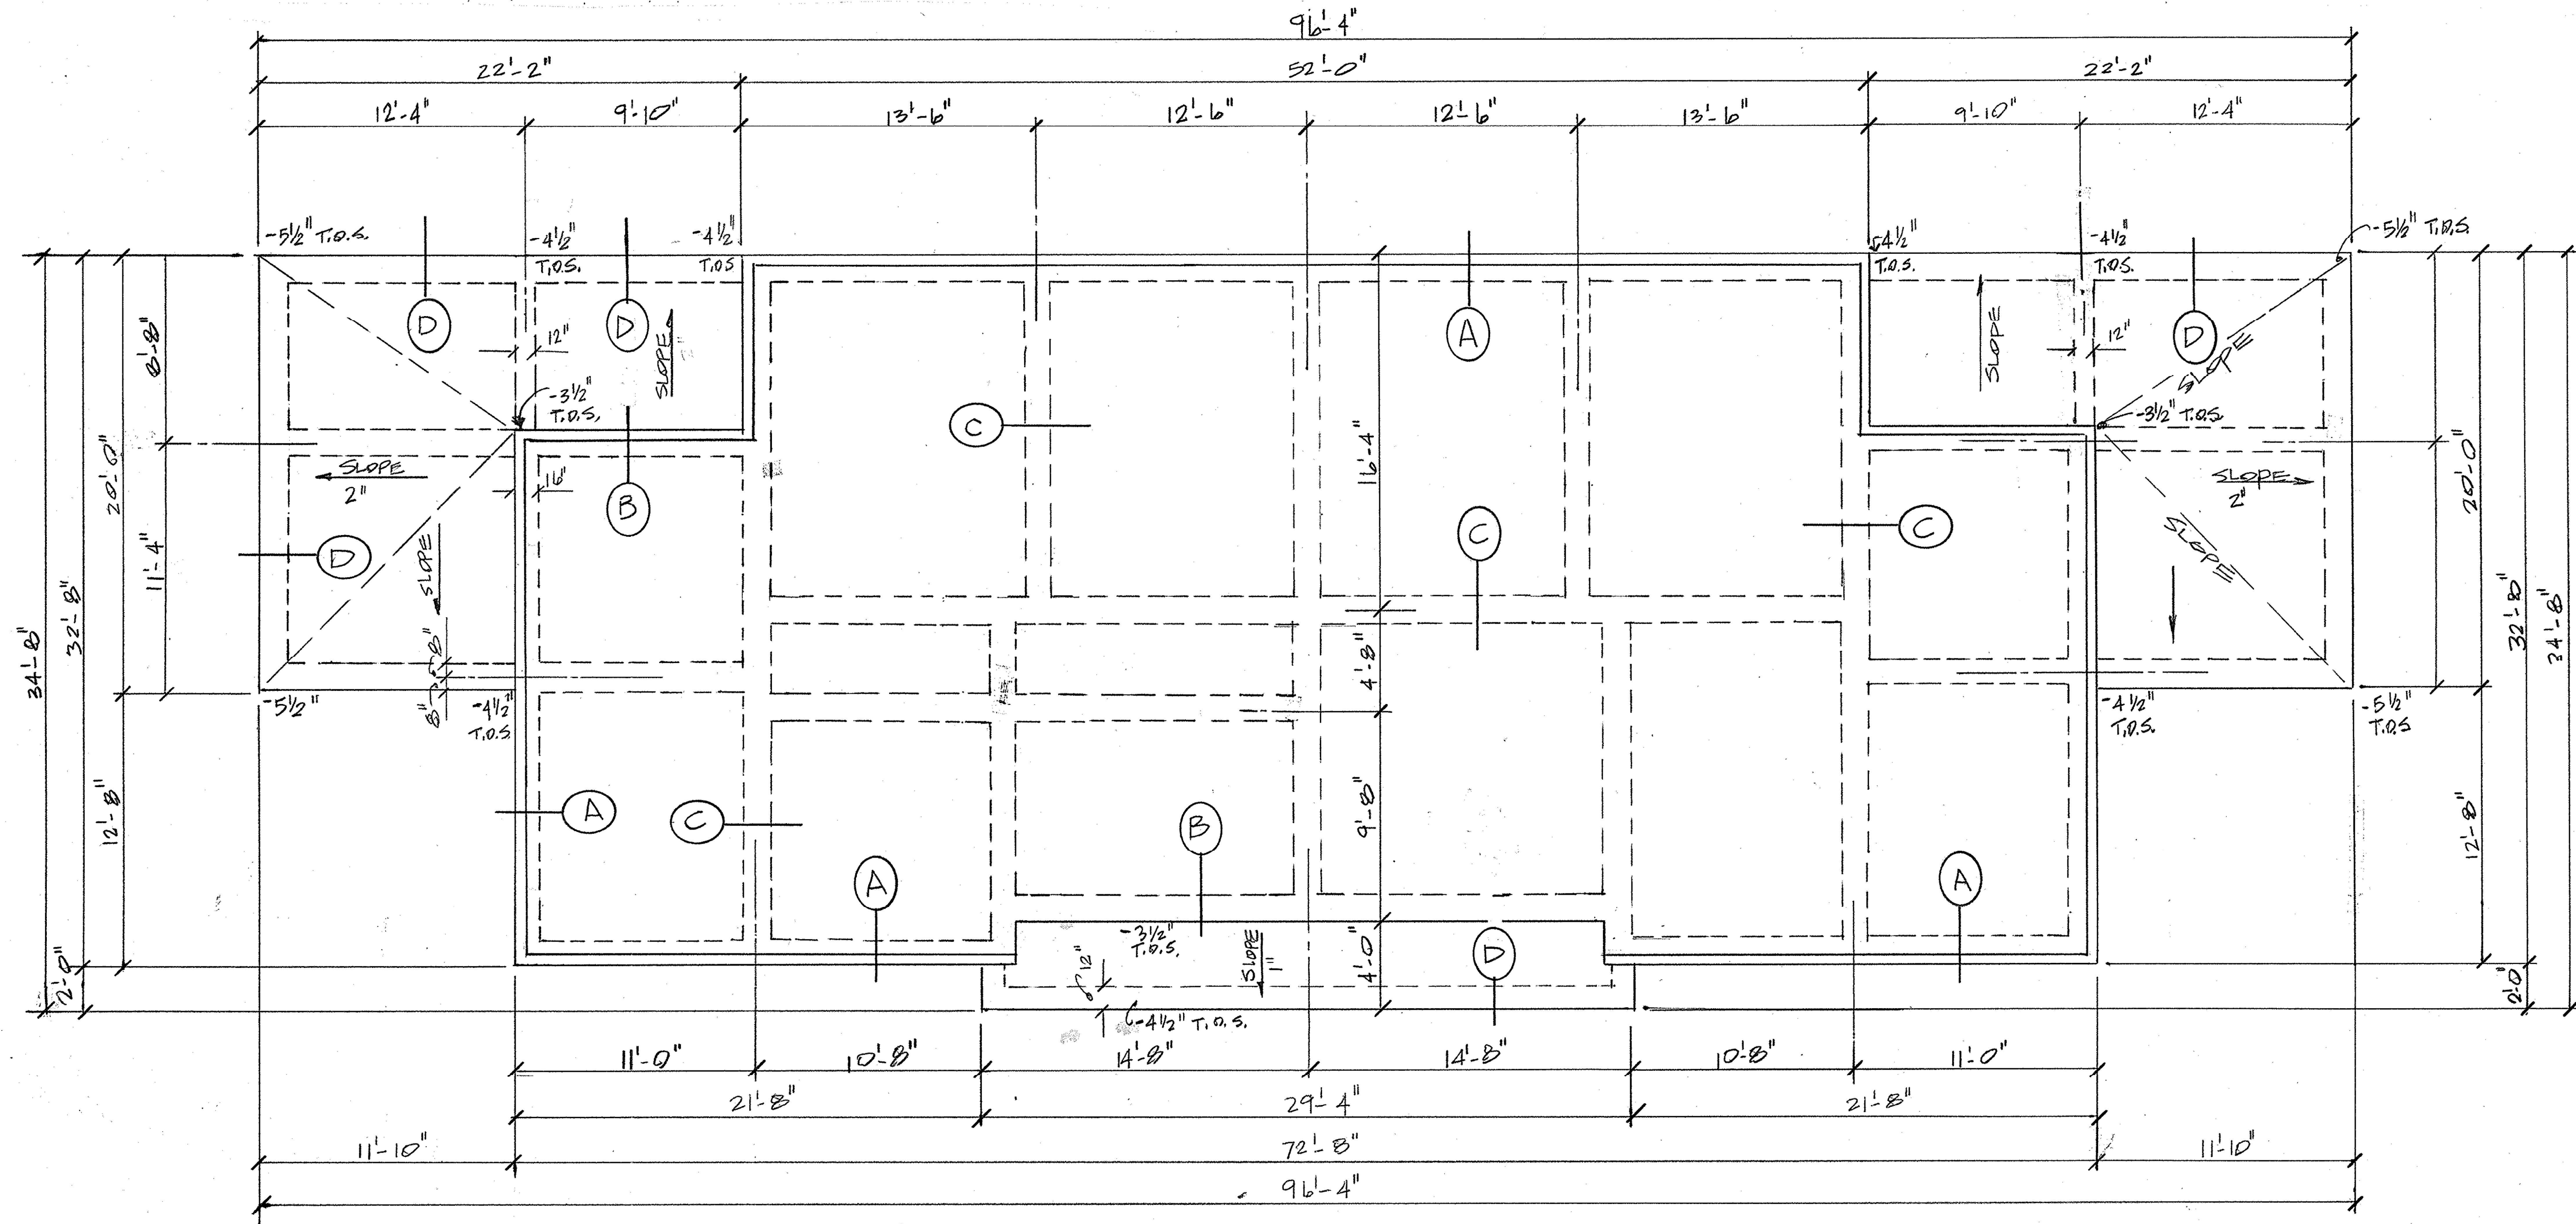 96'-4"
22'-2" 52'-0" 22'-2"
12'-4" 9'-10" 13'-6" 12'-6" 12'-6" 13'-6" 9'-10" 12'-4"
-5½" T.O.S.
-4½"
T.O.S.
-4½"
T.O.S
-4½"
T.O.S.
-4½"
T.O.S.
-5½" T.O.S.
D
D
12"
SLOPE
A
SLOPE
D
12"
SLOPE
-3½"
T.O.S.
-3½" T.O.S.
8'-8"
20'-0"
11'-4"
32'-8"
34'-8"
12'-8"
2'-0"
SLOPE
2"
16"
B
C
16'-4"
C
C
SLOPE
2"
SLOPE
D
SLOPE
8"
8"
4'-8"
20'-0"
32'-8"
34'-8"
-5½"
-4½"
T.O.S.
-4½"
T.O.S.
-5½"
T.O.S
A
C
A
B
9'-8"
A
12'-8"
2'-0"
-3½"
T.O.S.
12"
SLOPE
1"
4'-0"
D
-4½" T.O.S.
11'-0" 10'-8" 14'-8" 14'-8" 10'-8" 11'-0"
21'-8" 29'-4" 21'-8"
11'-10" 72'-8" 11'-10"
96'-4"